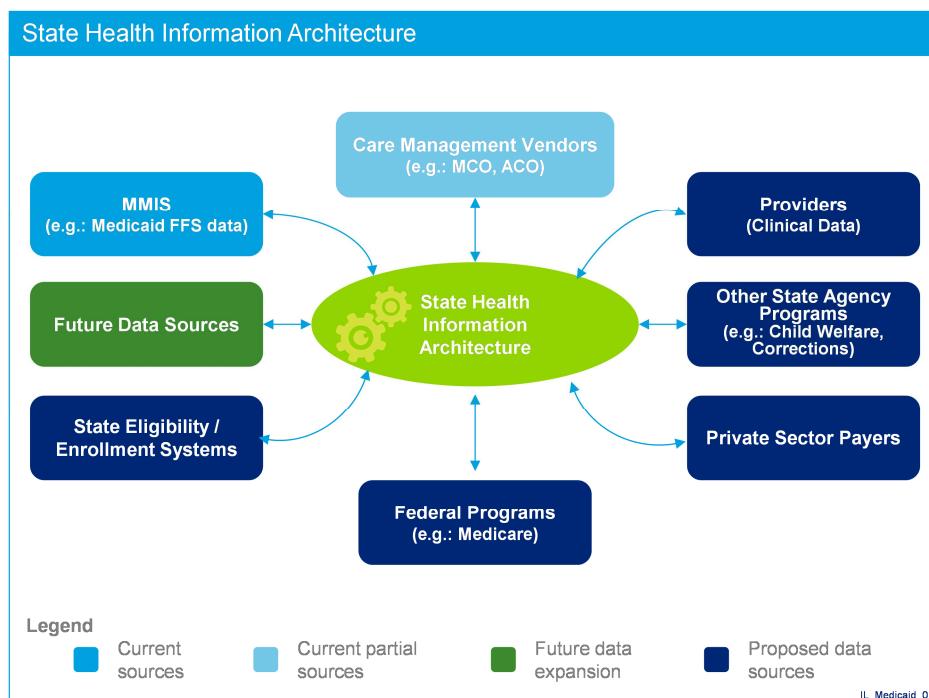 State Health Information Architecture
Care Management Vendors
(e.g.: MCO, ACO)
MMIS
(e.g.: Medicaid FFS data)
Providers
(Clinical Data)
Future Data Sources
State Health
Information
Architecture
Other State Agency
Programs
(e.g.: Child Welfare,
Corrections)
State Eligibility /
Enrollment Systems
Private Sector Payers
Federal Programs
(e.g.: Medicare)
Legend
Current
sources
Current partial
sources
Future data
expansion
Proposed data
sources
IL_Medicaid_0